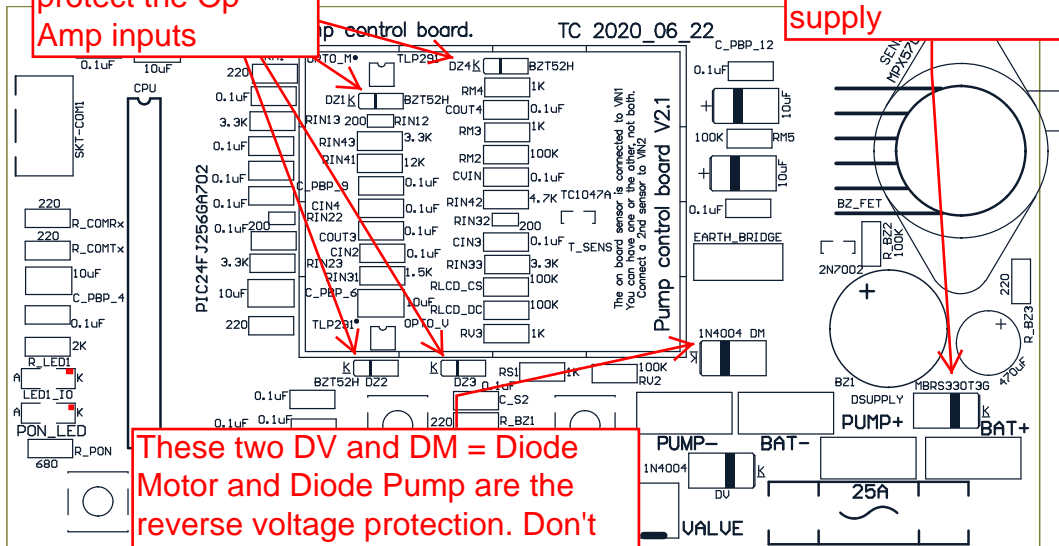 protect the Op
Amp inputs
supply
p control board.
TC 2020_06_22
C_PBP_12
0.1uF
10uF
CPU
SKT-COM1
220
0.1uF
3.3K
0.1uF
0.1uF
0.1uF
200
0.1uF
3.3K
10uF
220
PIC24FJ256GA702
OPTO_M
TLP291
DZ1 K
BZT52H
RIN13
200
RIN12
RIN43
3.3K
RIN41
12K
C_PBP_9
0.1uF
CIN4
0.1uF
RIN22
COUT3
0.1uF
CIN2
0.1uF
RIN23
RIN31
1.5K
C_PBP_6
10uF
TLP291
OPTO_V
DZ4 K
BZT52H
RM4
1K
COUT4
0.1uF
RM3
1K
RM2
100K
CVIN
0.1uF
RIN42
4.7K
RIN32
200
CIN3
0.1uF
RIN33
3.3K
RLCD_CS
100K
RLCD_DC
100K
RV3
1K
TC1047A
T_SENS
The on board sensor is connected to VIN1
You can have one or the other, not both.
Connect a 2nd sensor to VIN2
Pump control board V2.1
0.1uF
+
10uF
100K
RM5
+
10uF
0.1uF
EARTH_BRIDGE
BZ_FET
2N7002
R_BZ2
100K
220
R_BZ3
+
BZ1
+
470uF
220
R_COMRx
220
R_COMTx
10uF
C_PBP_4
0.1uF
2K
R_LED1
A
K
LED1_IO
A
K
PON_LED
R_PON
680
K
BZT52H DZ2
K
DZ3
0.1uF
RS1
1K
100K
RV2
1N4004 DM
K
0.1uF
0.1uF
C_S2
220
R_BZ1
MBRS330T3G
DSUPPLY
K
PUMP+
BAT+
PUMP-
BAT-
1N4004
K
DV
25A
VALVE
These two DV and DM = Diode
Motor and Diode Pump are the
reverse voltage protection. Don't